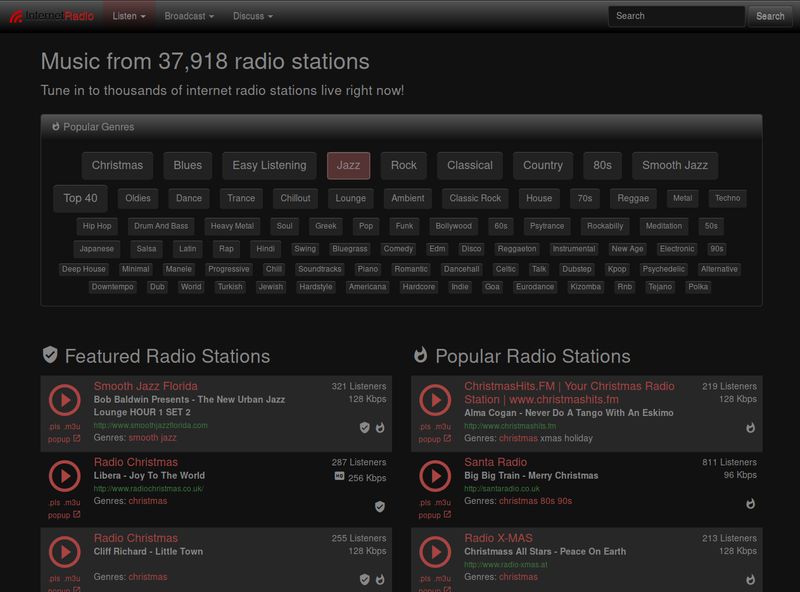 InternetRadio Listen Broadcast Discuss Search Search
Music from 37,918 radio stations
Tune in to thousands of internet radio stations live right now!
Popular Genres
Christmas Blues Easy Listening Jazz Rock Classical Country 80s Smooth Jazz
Top 40 Oldies Dance Trance Chillout Lounge Ambient Classic Rock House 70s Reggae Metal Techno
Hip Hop Drum And Bass Heavy Metal Soul Greek Pop Funk Bollywood 60s Psytrance Rockabilly Meditation 50s
Japanese Salsa Latin Rap Hindi Swing Bluegrass Comedy Edm Disco Reggaeton Instrumental New Age Electronic 90s
Deep House Minimal Manele Progressive Chill Soundtracks Piano Romantic Dancehall Celtic Talk Dubstep Kpop Psychedelic Alternative
Downtempo Dub World Turkish Jewish Hardstyle Americana Hardcore Indie Goa Eurodance Kizomba Rnb Tejano Polka
Featured Radio Stations
Smooth Jazz Florida 321 Listeners
Bob Baldwin Presents - The New Urban Jazz 128 Kbps
Lounge HOUR 1 SET 2
http://www.smoothjazzflorida.com
.pls .m3u
Genres: smooth jazz
popup
Radio Christmas 287 Listeners
Libera - Joy To The World HD 256 Kbps
http://www.radiochristmas.co.uk/
Genres: christmas
.pls .m3u
popup
Radio Christmas 255 Listeners
Cliff Richard - Little Town 128 Kbps
Genres: christmas
.pls .m3u
popup
Popular Radio Stations
ChristmasHits.FM | Your Christmas Radio 219 Listeners
Station | www.christmashits.fm 128 Kbps
Alma Cogan - Never Do A Tango With An Eskimo
http://www.christmashits.fm
.pls .m3u
Genres: christmas xmas holiday
popup
Santa Radio 811 Listeners
Big Big Train - Merry Christmas 96 Kbps
http://santaradio.co.uk
Genres: christmas 80s 90s
.pls .m3u
popup
Radio X-MAS 213 Listeners
Christmass All Stars - Peace On Earth 128 Kbps
http://www.radio-xmas.at
Genres: christmas
.pls .m3u
popup